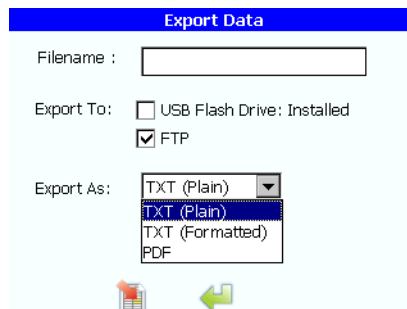 Export Data
Filename :
Export To: USB Flash Drive: Installed
FTP
Export As: TXT (Plain)
TXT (Plain)
TXT (Formatted)
PDF